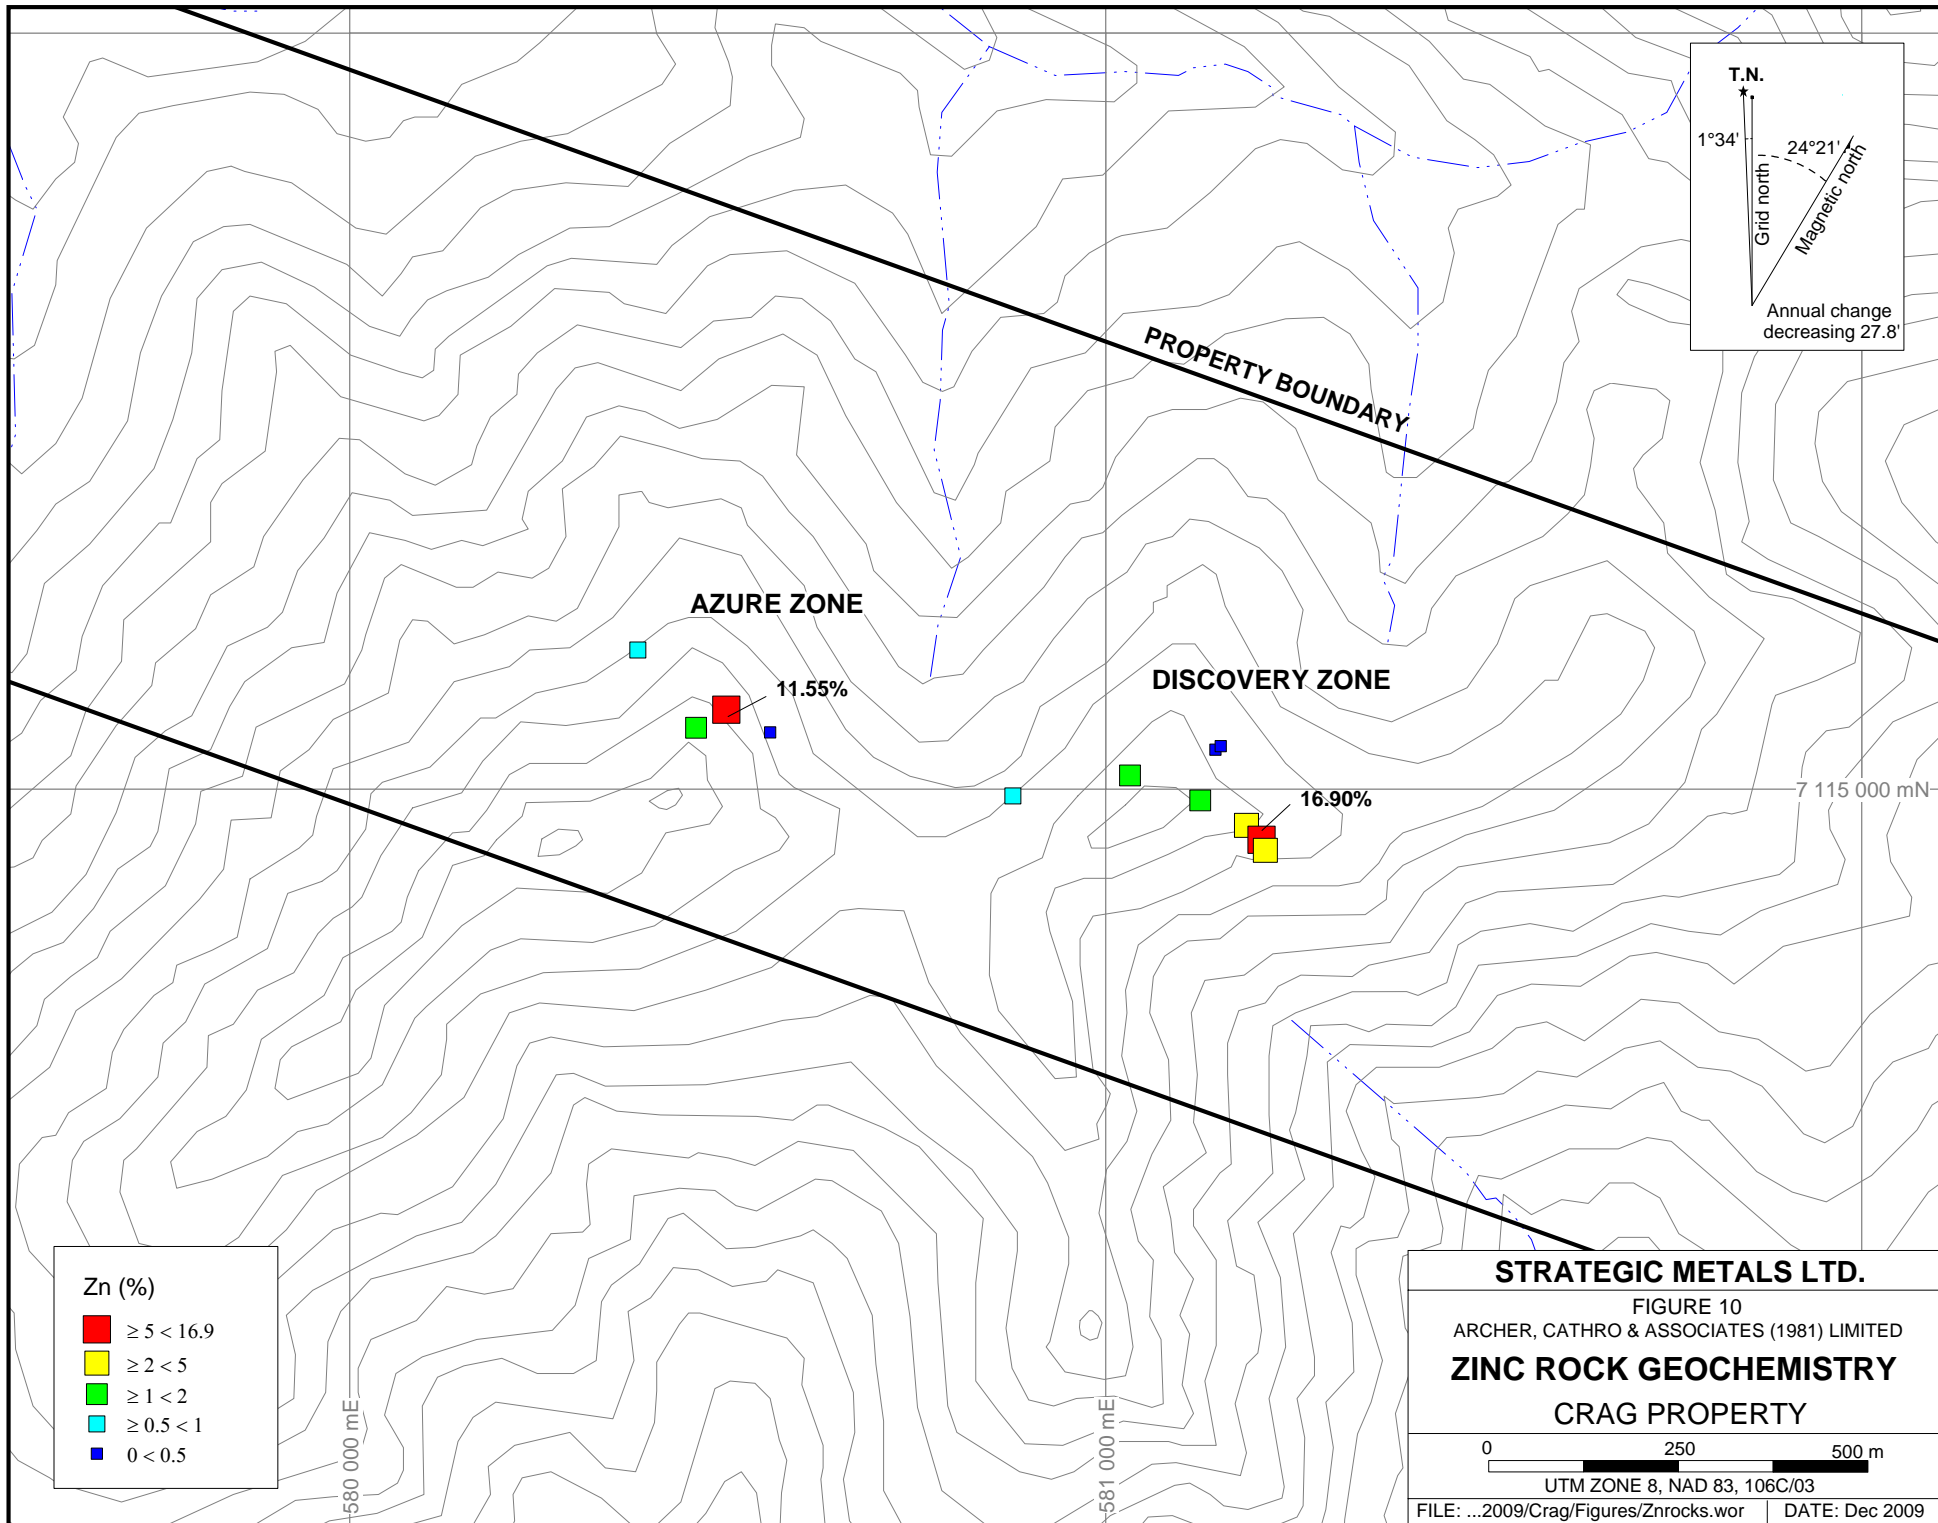 T.N.
1°34'
24°21'
Grid north
Magnetic north
Annual change
decreasing 27.8'
PROPERTY BOUNDARY
AZURE ZONE
11.55%
DISCOVERY ZONE
16.90%
7 115 000 mN
580 000 mE
581 000 mE
Zn (%)
≥ 5 < 16.9
≥ 2 < 5
≥ 1 < 2
≥ 0.5 < 1
0 < 0.5
STRATEGIC METALS LTD.
FIGURE 10
ARCHER, CATHRO & ASSOCIATES (1981) LIMITED
ZINC ROCK GEOCHEMISTRY
CRAG PROPERTY
0 250 500 m
UTM ZONE 8, NAD 83, 106C/03
FILE: ...2009/Crag/Figures/Znrocks.wor DATE: Dec 2009